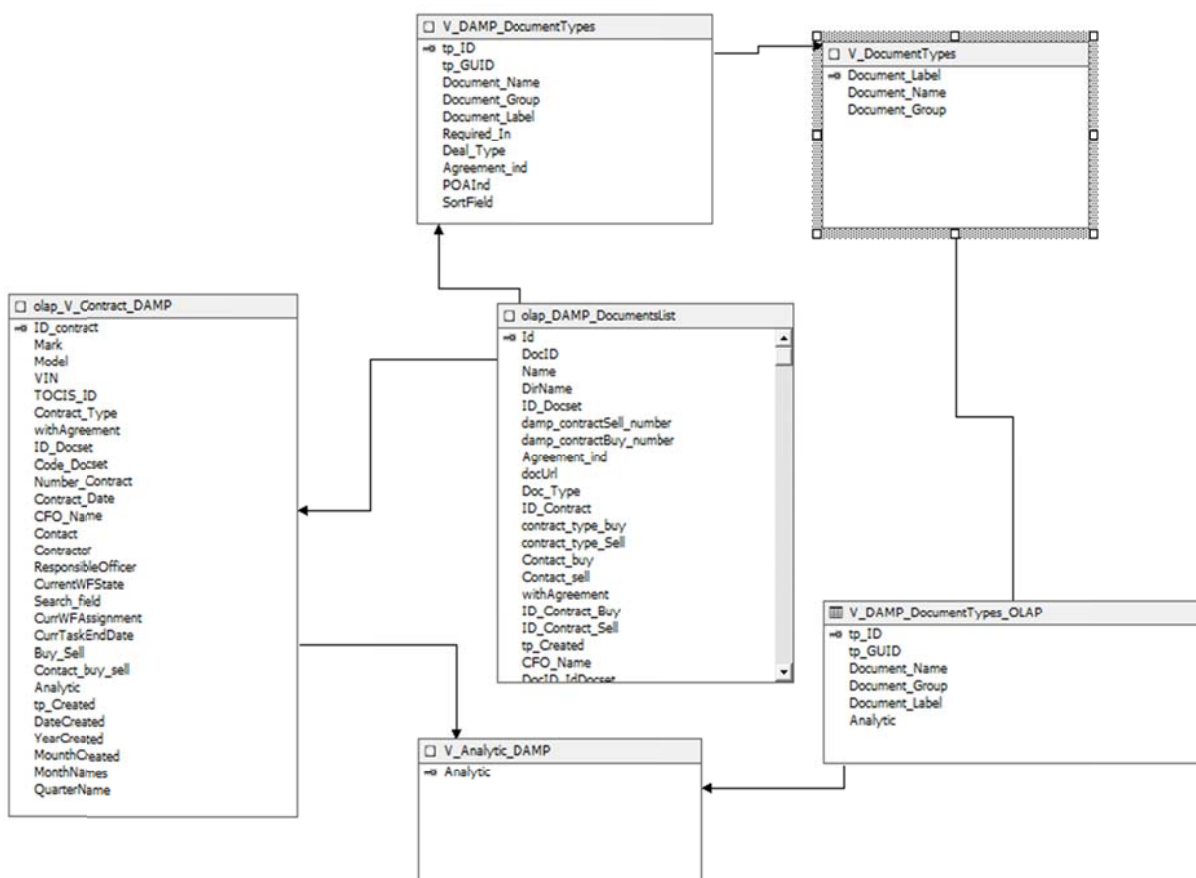 V_DAMP_DocumentTypes
tp_ID
tp_GUID
Document_Name
Document_Group
Document_Label
Required_In
Deal_Type
Agreement_ind
POAInd
SortField
V_DocumentTypes
Document_Label
Document_Name
Document_Group
olap_V_Contract_DAMP
ID_contract
Mark
Model
VIN
TOCIS_ID
Contract_Type
withAgreement
ID_Docset
Code_Docset
Number_Contract
Contract_Date
CFO_Name
Contact
Contractor
ResponsibleOfficer
CurrentWFState
Search_field
CurrWFAssignment
CurrTaskEndDate
Buy_Sell
Contact_buy_sell
Analytic
tp_Created
DateCreated
YearCreated
MounthCreated
MonthNames
QuarterName
olap_DAMP_DocumentsList
Id
DocID
Name
DirName
ID_Docset
damp_contractSell_number
damp_contractBuy_number
Agreement_ind
docUrl
Doc_Type
ID_Contract
contract_type_buy
contract_type_Sell
Contact_buy
Contact_sell
withAgreement
ID_Contract_Buy
ID_Contract_Sell
tp_Created
CFO_Name
DocID_IdDocset
V_DAMP_DocumentTypes_OLAP
tp_ID
tp_GUID
Document_Name
Document_Group
Document_Label
Analytic
V_Analytic_DAMP
Analytic